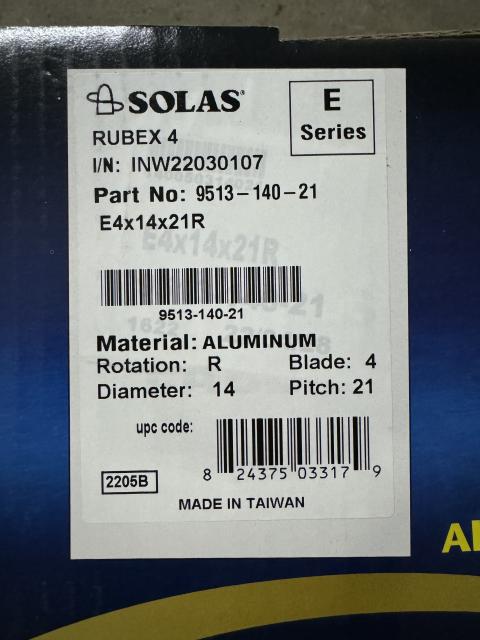 SOLAS
E
Series
RUBEX 4
I/N: INW22030107
Part No: 9513-140-21
E4x14x21R
E4x14x21R
9513-140-21
Material: ALUMINUM
Rotation: R Blade: 4
Diameter: 14 Pitch: 21
upc code:
8 24375 03317 9
2205B
MADE IN TAIWAN